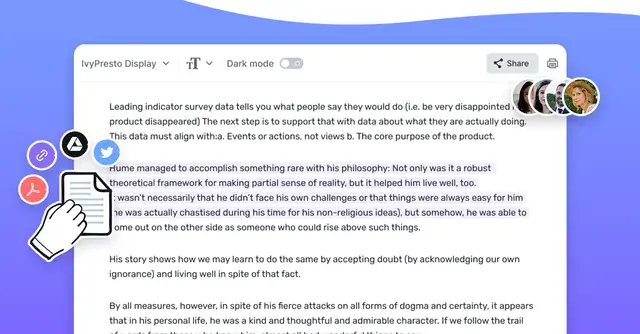 IvyPresto Display
TT
Dark mode
Share
Leading indicator survey data tells you what people say they would do (i.e. be very disappointed
product disappeared) The next step is to support that with data about what they are actually doing.
This data must align with:a. Events or actions, not views b. The core purpose of the product.
Hume managed to accomplish something rare with his philosophy: Not only was it a robust
theoretical framework for making partial sense of reality, but it helped him live well, too.
t wasn't necessarily that he didn't face his own challenges or that things were always easy for him
he was actually chastised during his time for his non-religious ideas), but somehow, he was able to
ome out on the other side as someone who could rise above such things.
His story shows how we may learn to do the same by accepting doubt (by acknowledging our own
ignorance) and living well in spite of that fact.
By all measures, however, in spite of his fierce attacks on all forms of dogma and certainty, it appears
that in his personal life, he was a kind and thoughtful and admirable character. If we follow the trail